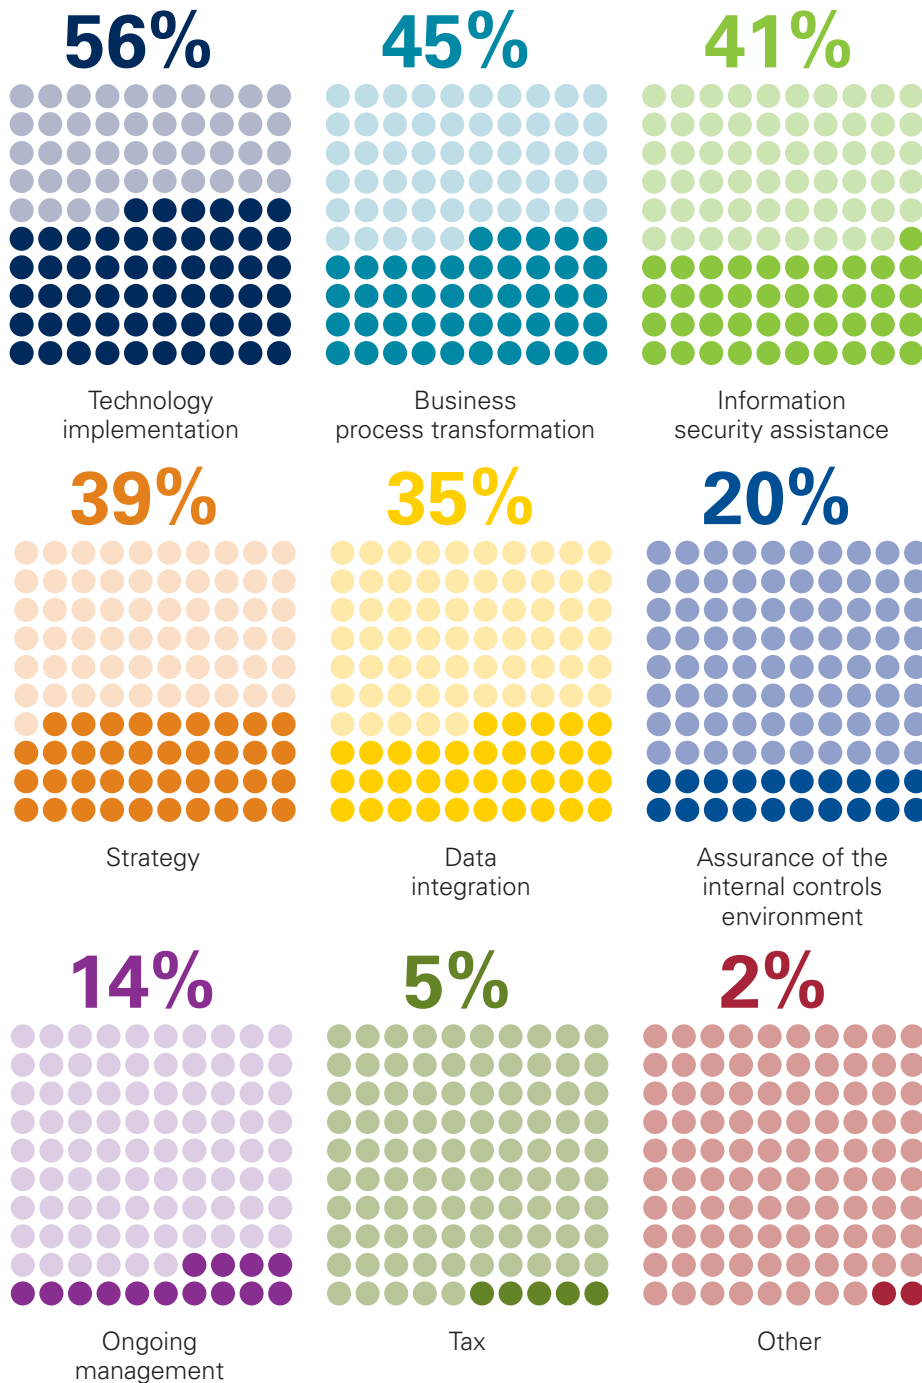 56%
45%
41%
Technology
implementation
Business
process transformation
Information
security assistance
39%
35%
20%
Strategy
Data
integration
Assurance of the
internal controls
environment
14%
5%
2%
Ongoing
management
Tax
Other